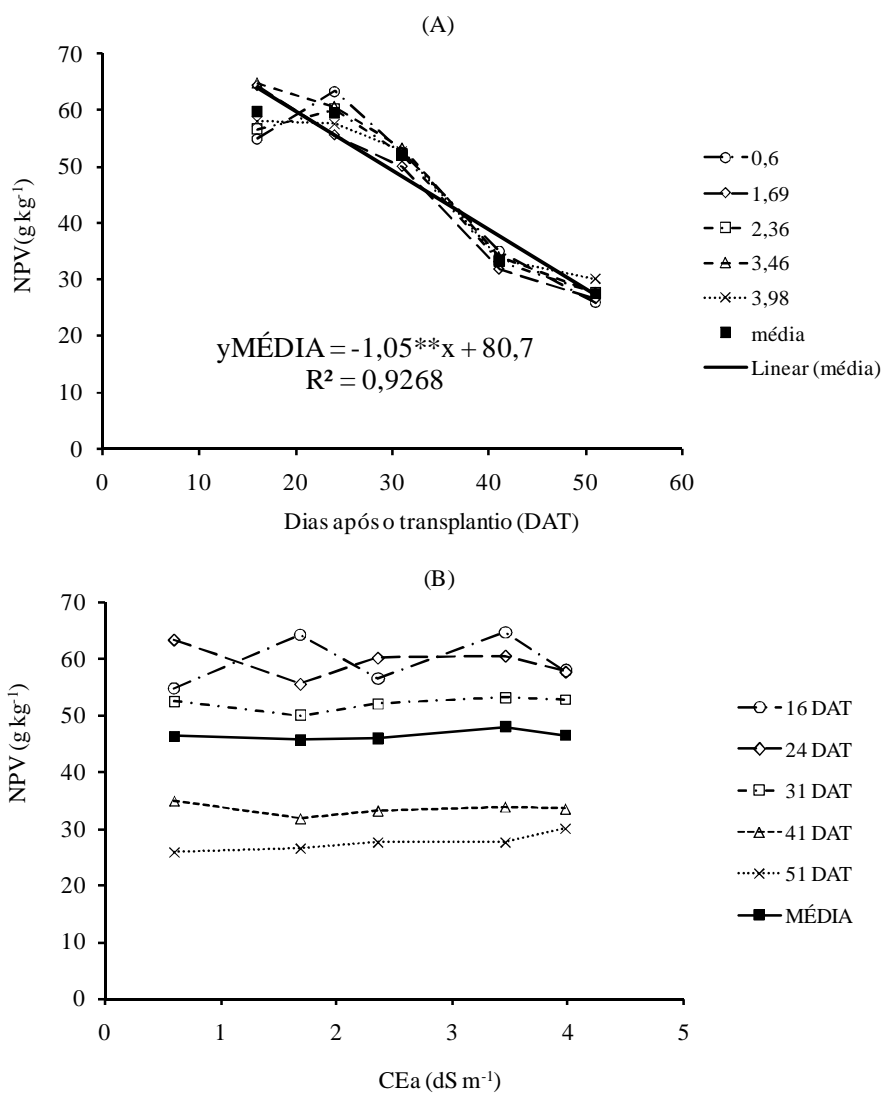 (A)
70
60
50
40
30
20
10
0
NPV(g kg-1)
yMÉDIA = -1,05**x + 80,7
R² = 0,9268
0 10 20 30 40 50 60
Dias após o transplantio (DAT)
0,6
1,69
2,36
3,46
3,98
média
Linear (média)
(B)
70
60
50
40
30
20
10
0
NPV (g kg-1)
0 1 2 3 4 5
CEa (dS m-1)
16 DAT
24 DAT
31 DAT
41 DAT
51 DAT
MÉDIA